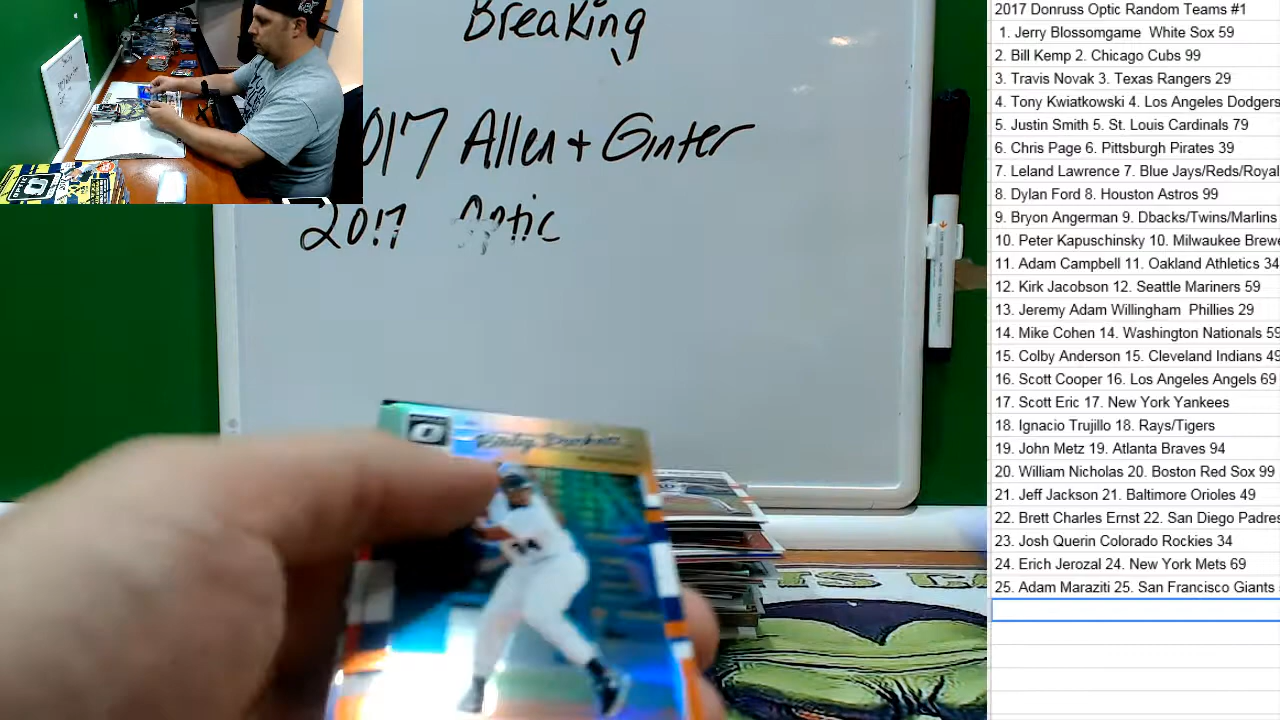 Breaking
2017 Allen + Ginter
2017 Optic
Kirby Puckett
34
2017 Donruss Optic Random Teams #1
1. Jerry Blossomgame White Sox 59
2. Bill Kemp 2. Chicago Cubs 99
3. Travis Novak 3. Texas Rangers 29
4. Tony Kwiatkowski 4. Los Angeles Dodgers
5. Justin Smith 5. St. Louis Cardinals 79
6. Chris Page 6. Pittsburgh Pirates 39
7. Leland Lawrence 7. Blue Jays/Reds/Royal
8. Dylan Ford 8. Houston Astros 99
9. Bryon Angerman 9. Dbacks/Twins/Marlins
10. Peter Kapuschinsky 10. Milwaukee Brewe
11. Adam Campbell 11. Oakland Athletics 34
12. Kirk Jacobson 12. Seattle Mariners 59
13. Jeremy Adam Willingham Phillies 29
14. Mike Cohen 14. Washington Nationals 59
15. Colby Anderson 15. Cleveland Indians 49
16. Scott Cooper 16. Los Angeles Angels 69
17. Scott Eric 17. New York Yankees
18. Ignacio Trujillo 18. Rays/Tigers
19. John Metz 19. Atlanta Braves 94
20. William Nicholas 20. Boston Red Sox 99
21. Jeff Jackson 21. Baltimore Orioles 49
22. Brett Charles Ernst 22. San Diego Padres
23. Josh Querin Colorado Rockies 34
24. Erich Jerozal 24. New York Mets 69
25. Adam Maraziti 25. San Francisco Giants